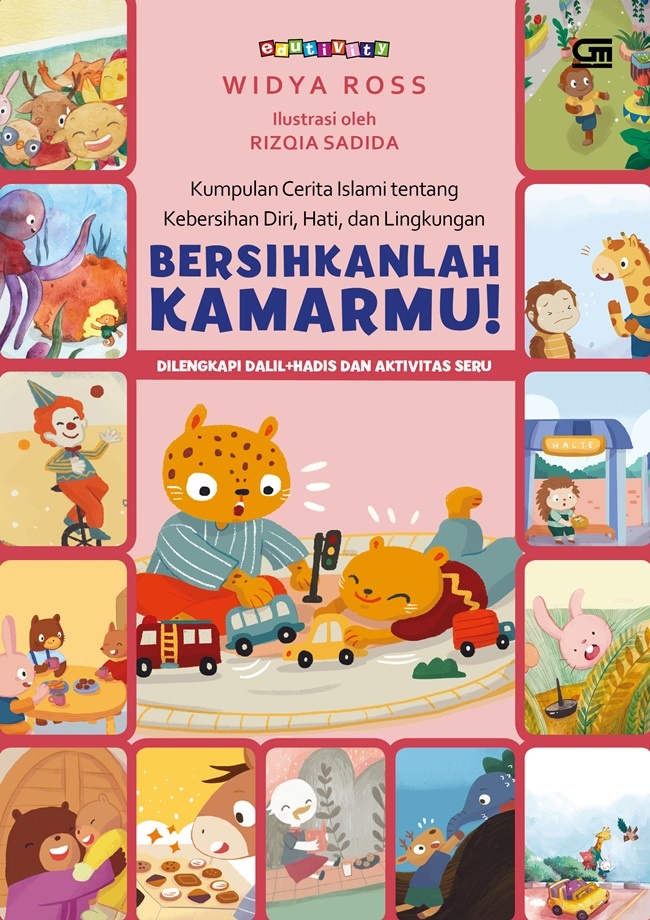 edutivity
WIDYA ROSS
Ilustrasi oleh
RIZQIA SADIDA
GM
Kumpulan Cerita Islami tentang
Kebersihan Diri, Hati, dan Lingkungan
BERSIHKANLAH
KAMARMU!
DILENGKAPI DALIL+HADIS DAN AKTIVITAS SERU
HALTE